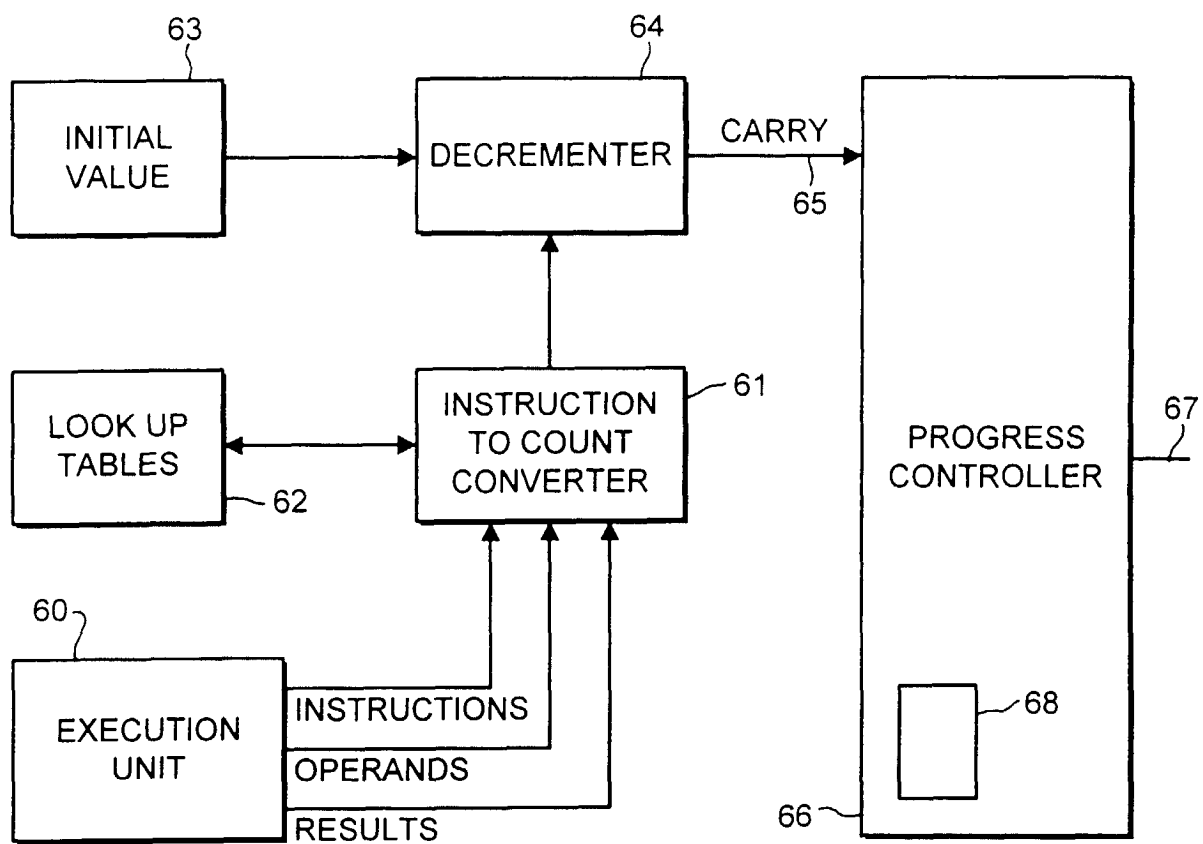 63
INITIAL
VALUE
64
DECREMENTER
CARRY
65
LOOK UP
TABLES
62
INSTRUCTION
TO COUNT
CONVERTER
61
PROGRESS
CONTROLLER
67
60
EXECUTION
UNIT
INSTRUCTIONS
OPERANDS
RESULTS
68
66